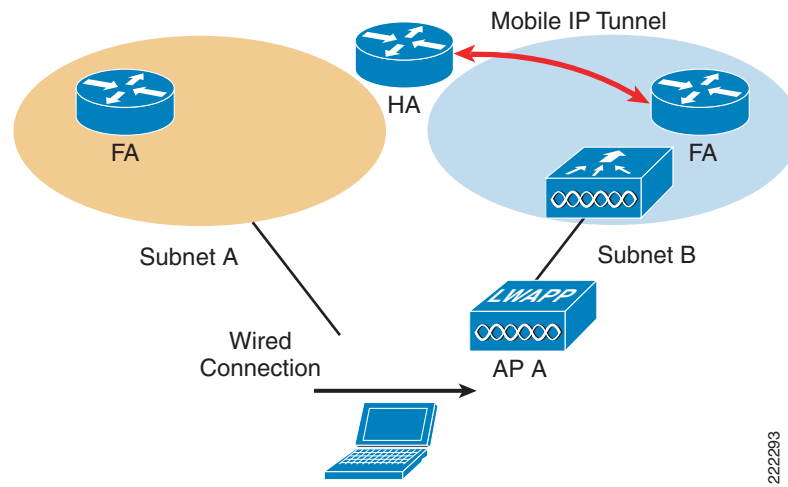 Mobile IP Tunnel
HA
FA
FA
Subnet A
Subnet B
LWAPP
Wired
Connection
AP A
222293